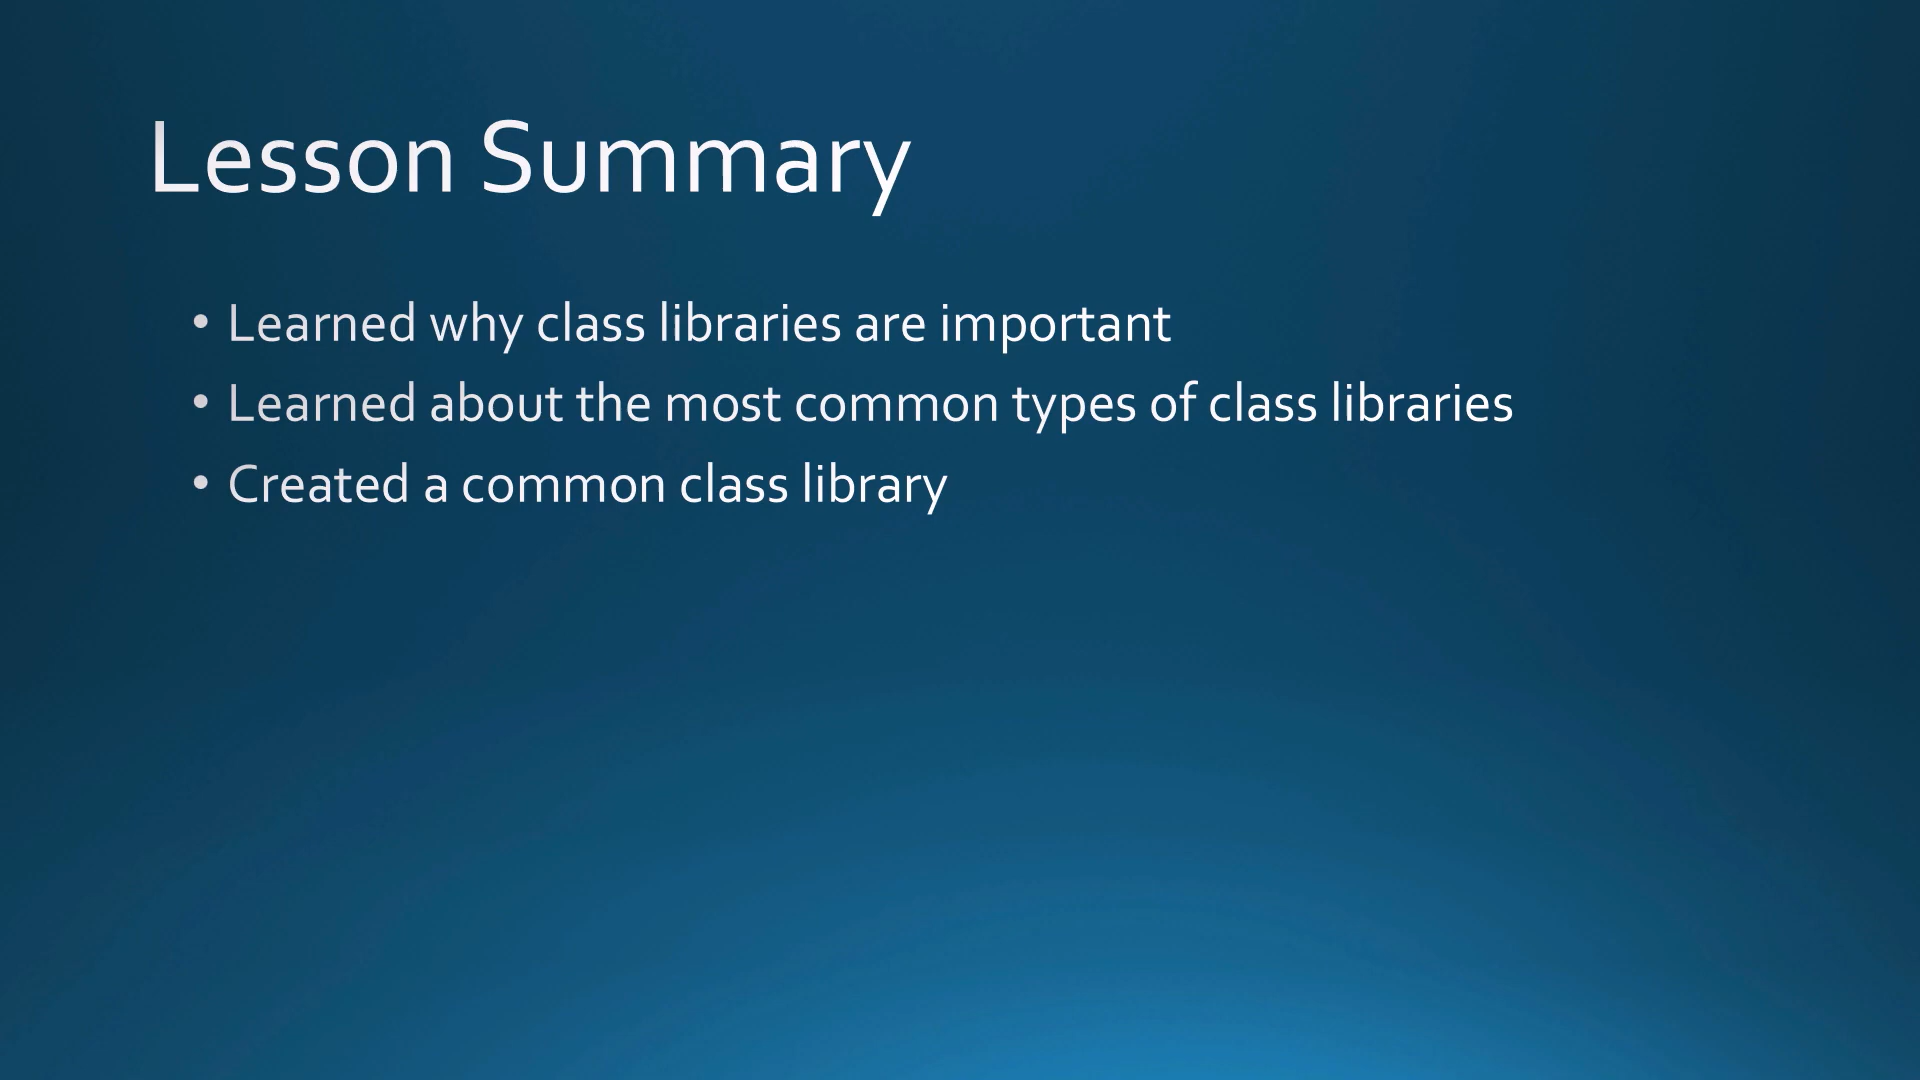 Lesson Summary
• Learned why class libraries are important
• Learned about the most common types of class libraries
• Created a common class library